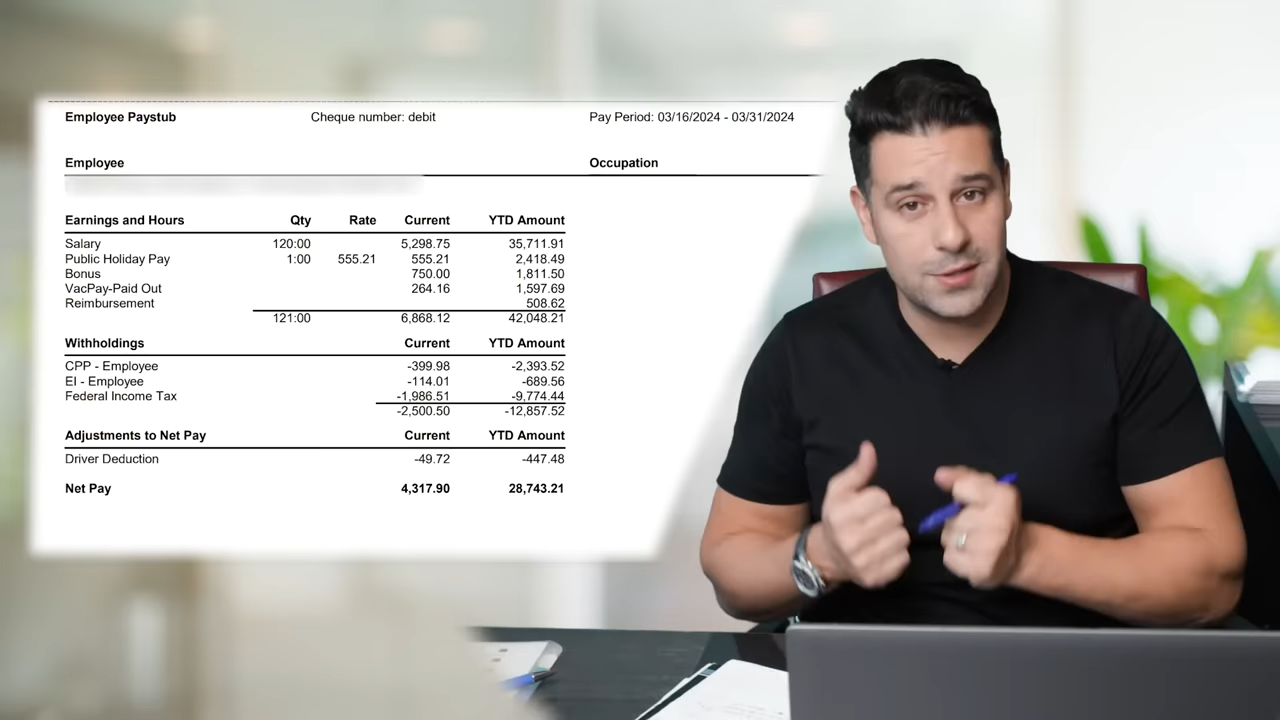 Employee Paystub Cheque number: debit Pay Period: 03/16/2024 - 03/31/2024
Employee Occupation
Earnings and Hours Qty Rate Current YTD Amount
Salary 120:00 5,298.75 35,711.91
Public Holiday Pay 1:00 555.21 555.21 2,418.49
Bonus 750.00 1,811.50
VacPay-Paid Out 264.16 1,597.69
Reimbursement 508.62
121:00 6,868.12 42,048.21
Withholdings Current YTD Amount
CPP - Employee -399.98 -2,393.52
EI - Employee -114.01 -689.56
Federal Income Tax -1,986.51 -9,774.44
-2,500.50 -12,857.52
Adjustments to Net Pay Current YTD Amount
Driver Deduction -49.72 -447.48
Net Pay 4,317.90 28,743.21